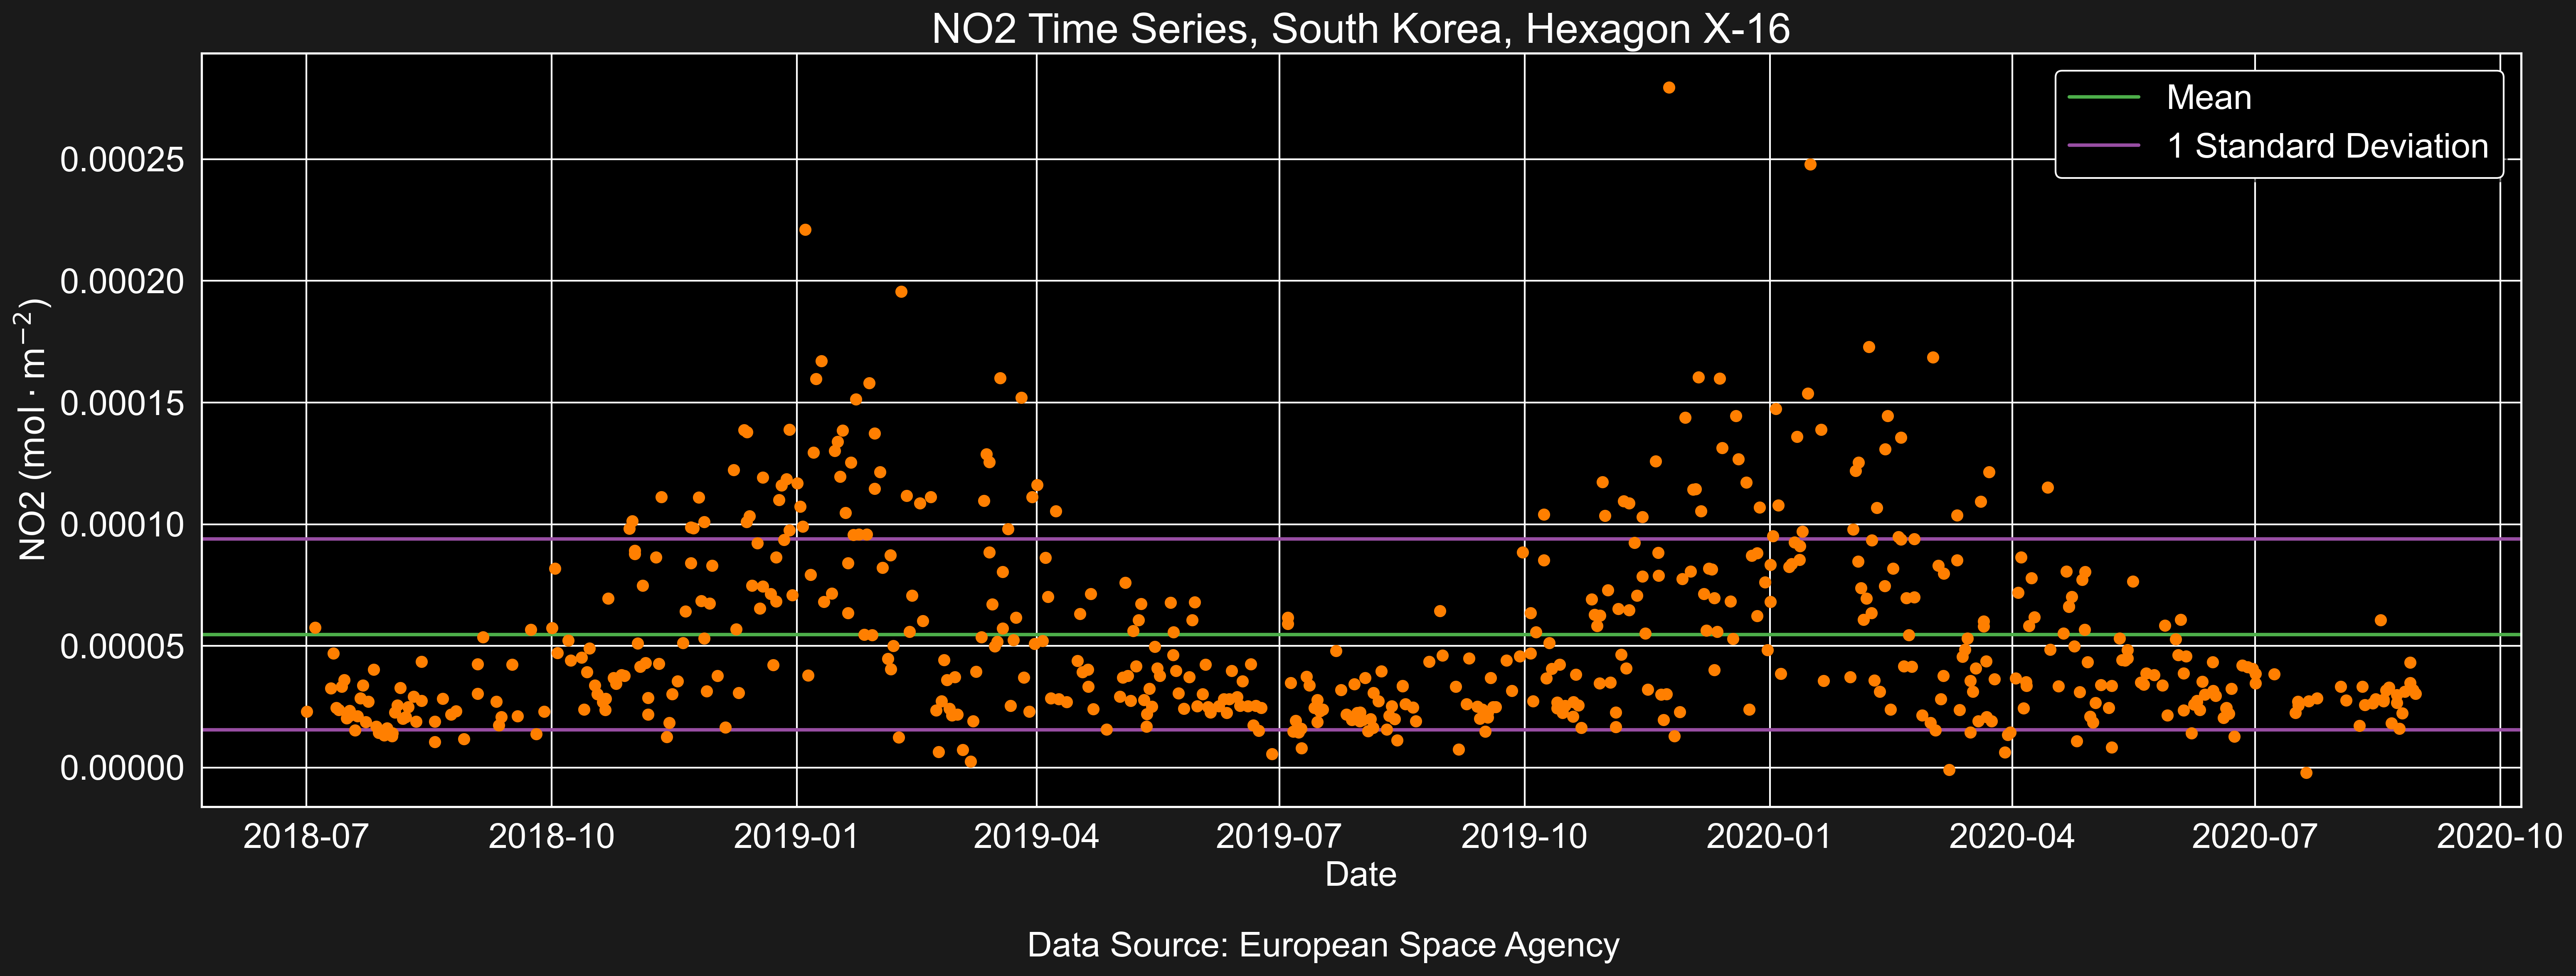 NO2 Time Series, South Korea, Hexagon X-16
Mean
1 Standard Deviation
NO2 (mol · m⁻²)
0.00025
0.00020
0.00015
0.00010
0.00005
0.00000
2018-07 2018-10 2019-01 2019-04 2019-07 2019-10 2020-01 2020-04 2020-07 2020-10
Date
Data Source: European Space Agency